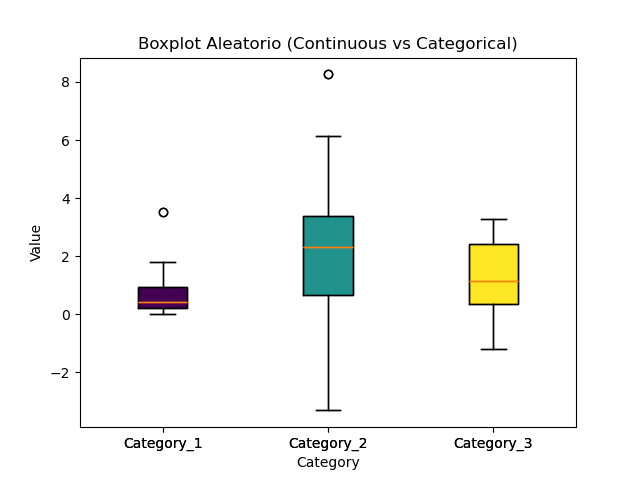 Boxplot Aleatorio (Continuous vs Categorical)
8
6
4
2
0
−2
Value
Category_1 Category_2 Category_3
Category